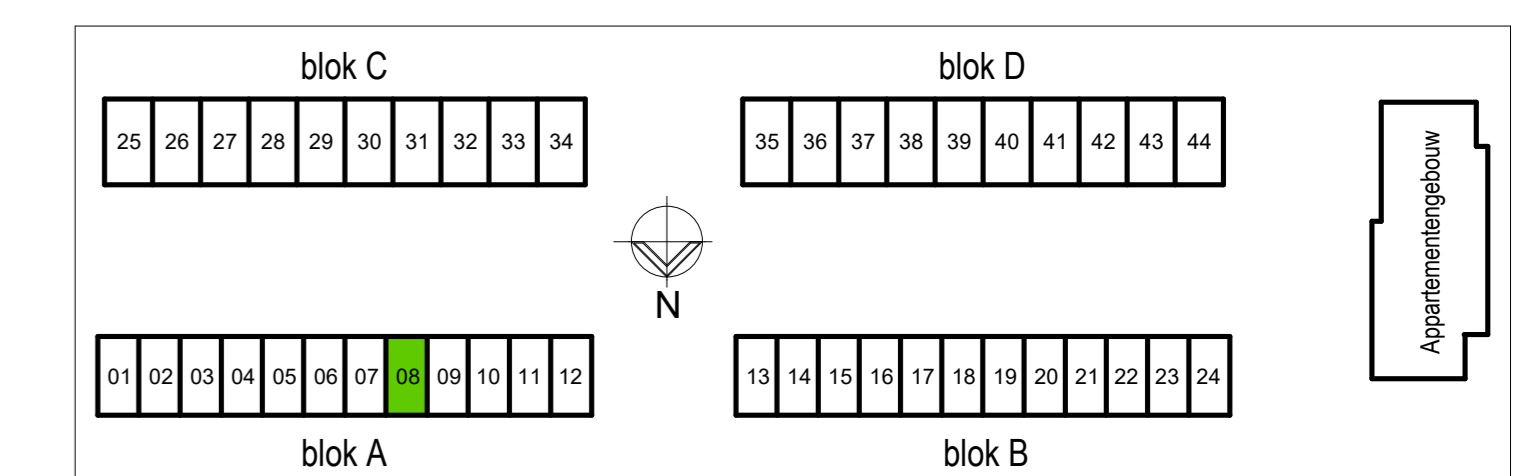 blok C
blok D
25 26 27 28 29 30 31 32 33 34
35 36 37 38 39 40 41 42 43 44
Appartementengebouw
N
01 02 03 04 05 06 07 08 09 10 11 12
13 14 15 16 17 18 19 20 21 22 23 24
blok A
blok B